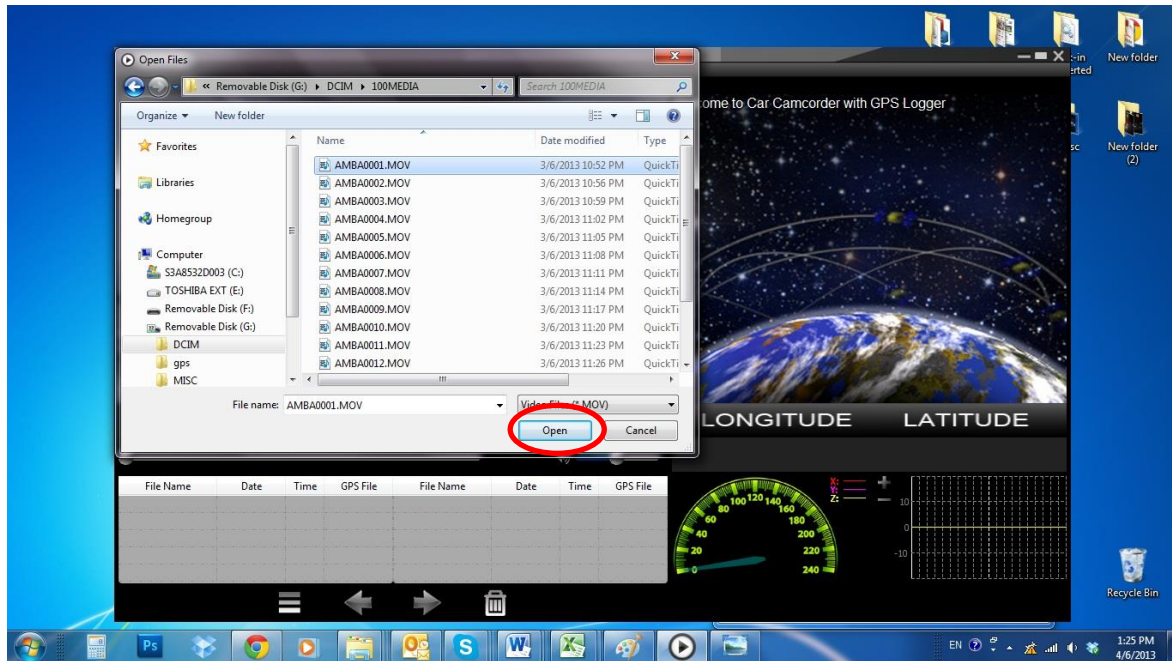 Open Files
« Removable Disk (G:) ▸ DCIM ▸ 100MEDIA
Search 100MEDIA
Organize ▾ New folder
Favorites
Libraries
Homegroup
Computer
S3A8532D003 (C:)
TOSHIBA EXT (E:)
Removable Disk (F:)
Removable Disk (G:)
DCIM
gps
MISC
Name Date modified Type
AMBA0001.MOV 3/6/2013 10:52 PM QuickTi
AMBA0002.MOV 3/6/2013 10:56 PM QuickTi
AMBA0003.MOV 3/6/2013 10:59 PM QuickTi
AMBA0004.MOV 3/6/2013 11:02 PM QuickTi
AMBA0005.MOV 3/6/2013 11:05 PM QuickTi
AMBA0006.MOV 3/6/2013 11:08 PM QuickTi
AMBA0007.MOV 3/6/2013 11:11 PM QuickTi
AMBA0008.MOV 3/6/2013 11:14 PM QuickTi
AMBA0009.MOV 3/6/2013 11:17 PM QuickTi
AMBA0010.MOV 3/6/2013 11:20 PM QuickTi
AMBA0011.MOV 3/6/2013 11:23 PM QuickTi
AMBA0012.MOV 3/6/2013 11:26 PM QuickTi
File name: AMBA0001.MOV
Video Files (*.MOV)
Open Cancel
ome to Car Camcorder with GPS Logger
LONGITUDE LATITUDE
File Name Date Time GPS File File Name Date Time GPS File
0 20 40 60 80 100 120 140 160 180 200 220 240
X:
Y:
Z:
10
0
-10
-in
erted
New folder
sc
New folder
(2)
Recycle Bin
Ps
EN
1:25 PM
4/6/2013